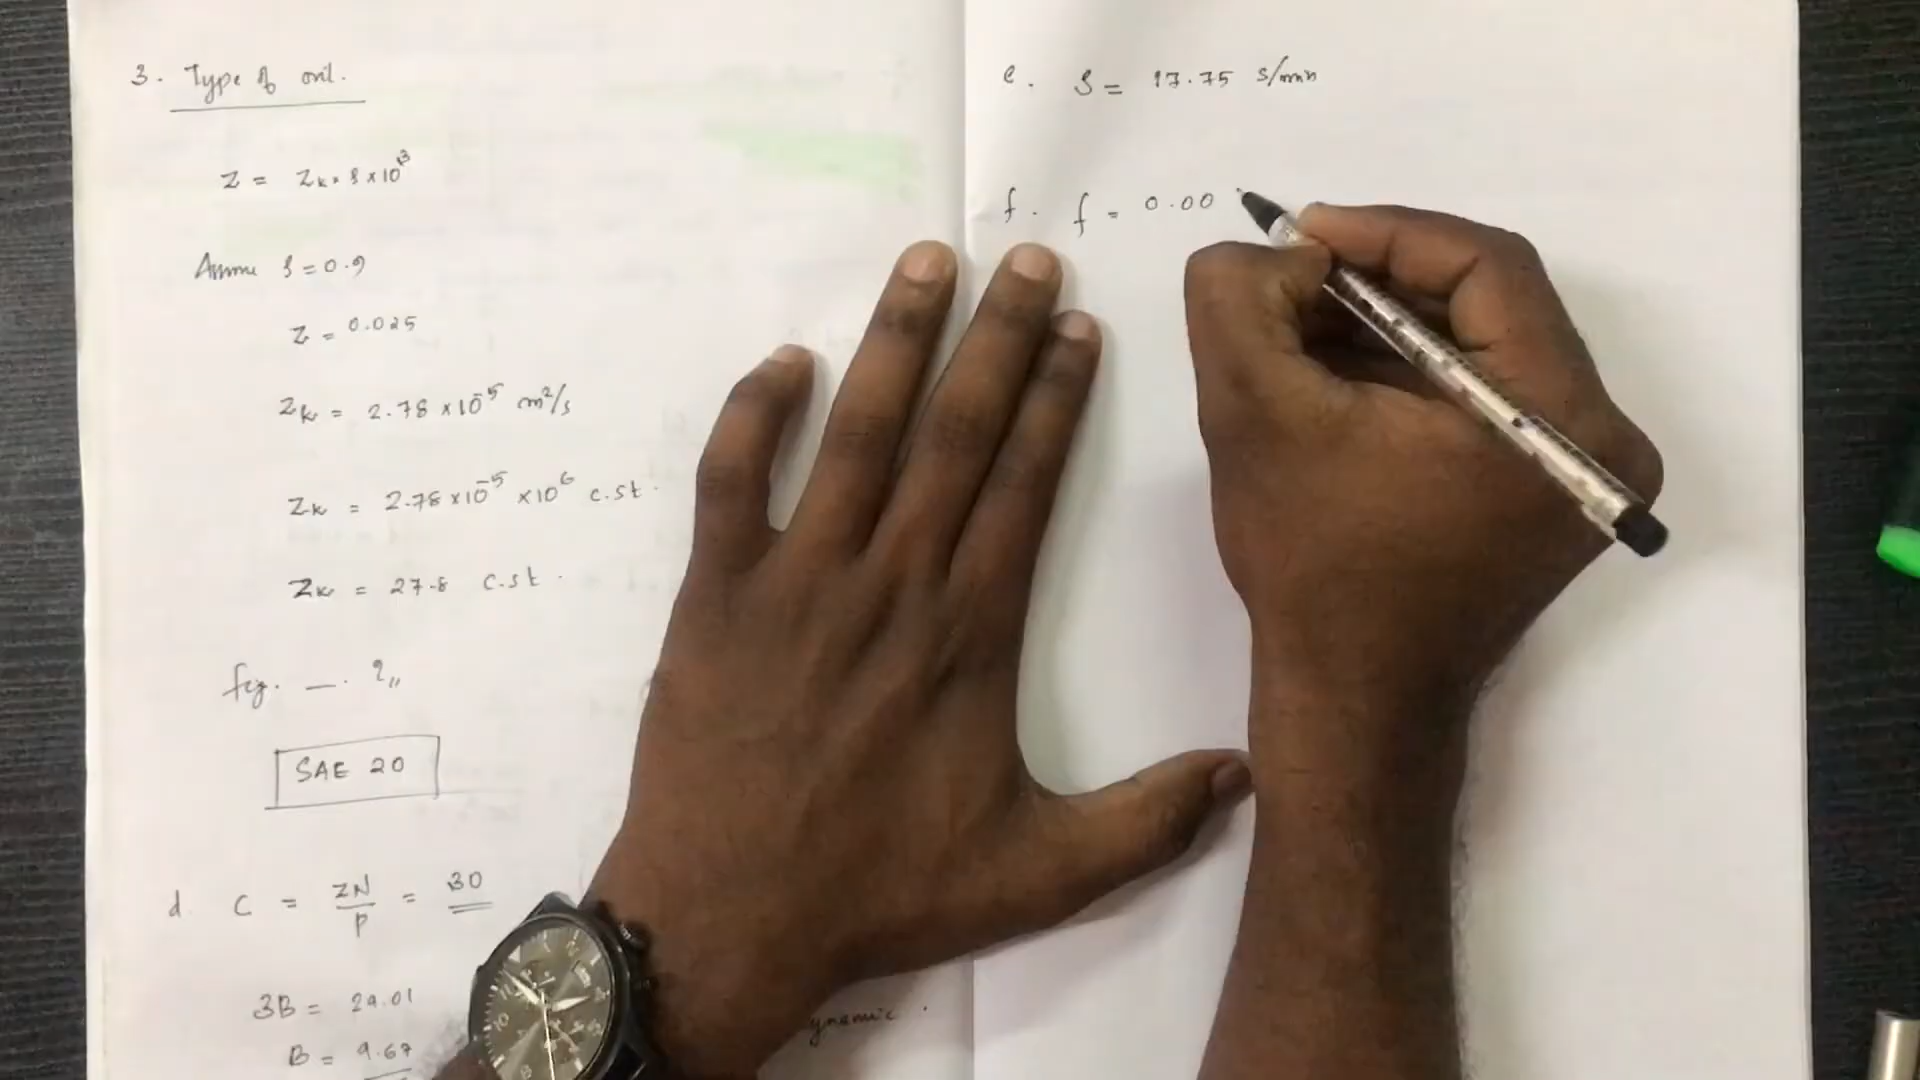 3. Type of oil.
Z = Zk * ρ × 10³
Assume ρ = 0.9
Z = 0.025
Zk = 2.78 × 10⁻⁵ m²/s
Zk = 2.78 × 10⁻⁵ × 10⁶ c.st.
Zk = 27.8 c.st.
fig. —.
SAE 20
d. C = ZN/P = 30
3B = 29.01
B = 9.67
ynamic.
e. S = 17.75 s/min
f. f = 0.00